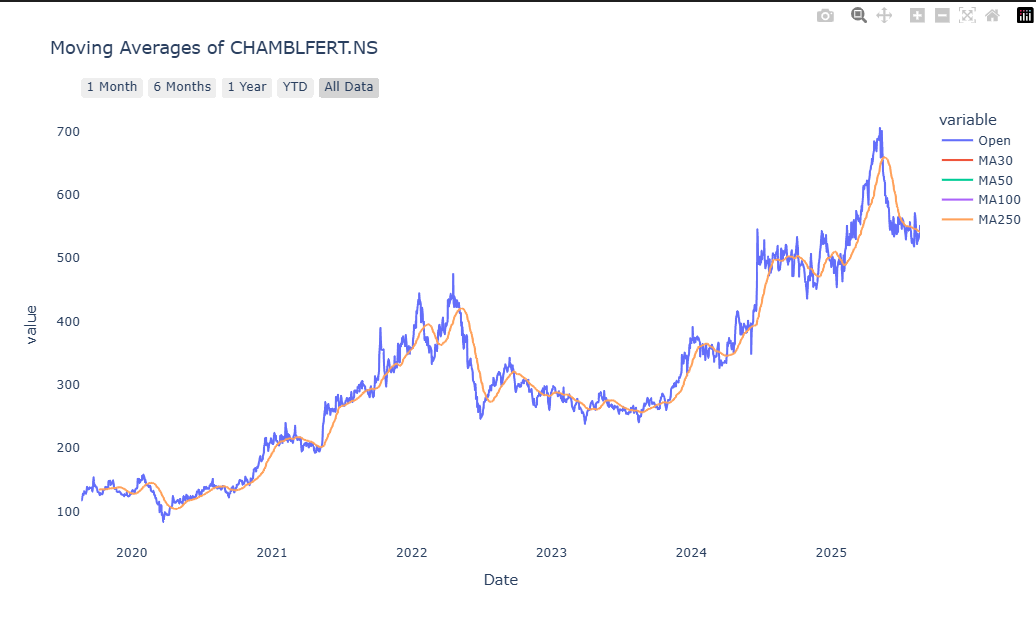 Moving Averages of CHAMBLFERT.NS
1 Month 6 Months 1 Year YTD All Data
variable
Open
MA30
MA50
MA100
MA250
value
700
600
500
400
300
200
100
2020 2021 2022 2023 2024 2025
Date